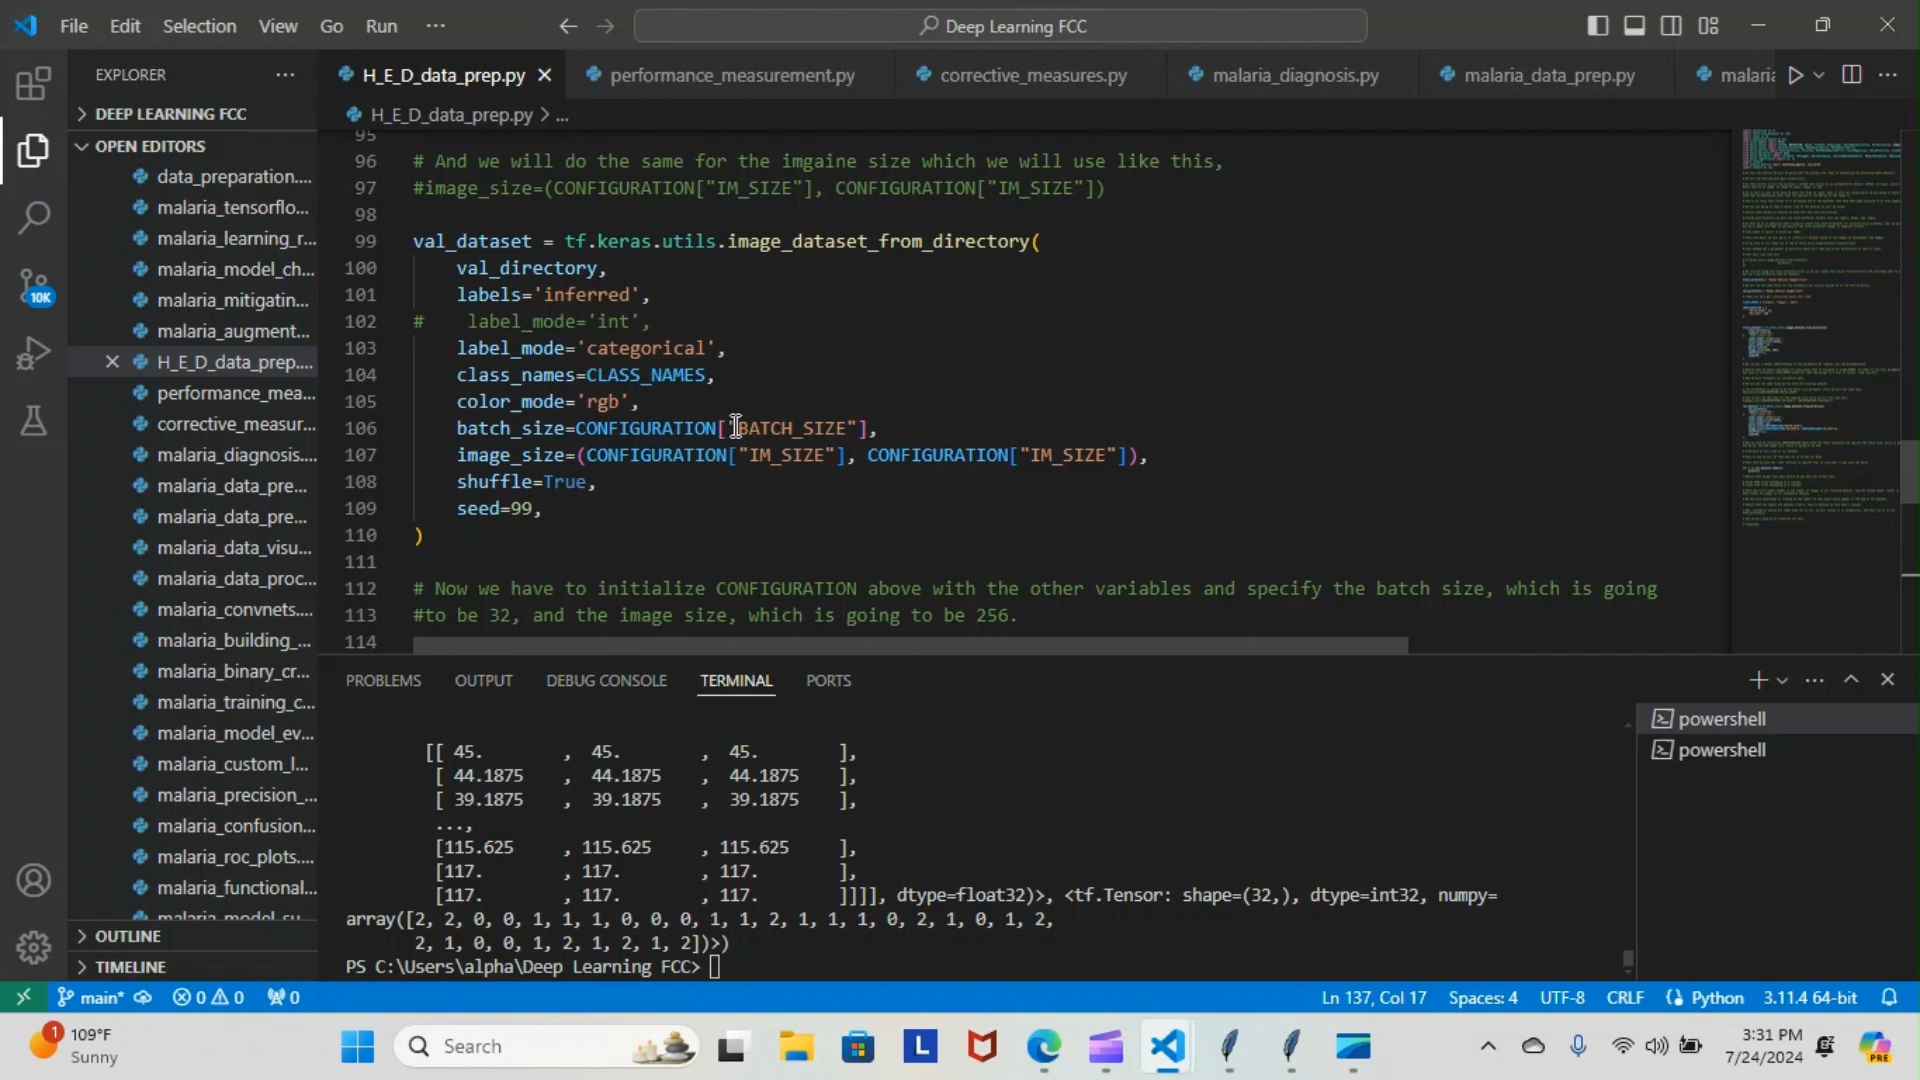 File Edit Selection View Go Run ...
Deep Learning FCC
EXPLORER
DEEP LEARNING FCC
OPEN EDITORS
data_preparation....
malaria_tensorflo...
malaria_learning_r...
malaria_model_ch...
malaria_mitigatin...
malaria_augment...
H_E_D_data_prep....
performance_mea...
corrective_measur...
malaria_diagnosis....
malaria_data_pre...
malaria_data_pre...
malaria_data_visu...
malaria_data_proc...
malaria_convnets....
malaria_building_...
malaria_binary_cr...
malaria_training_c...
malaria_model_ev...
malaria_custom_l...
malaria_precision_...
malaria_confusion...
malaria_roc_plots....
malaria_functional...
malaria_model_su...
OUTLINE
TIMELINE
10K
H_E_D_data_prep.py performance_measurement.py corrective_measures.py malaria_diagnosis.py malaria_data_prep.py malaria
H_E_D_data_prep.py > ...
95
96 # And we will do the same for the imgaine size which we will use like this,
97 #image_size=(CONFIGURATION["IM_SIZE"], CONFIGURATION["IM_SIZE"])
98
99 val_dataset = tf.keras.utils.image_dataset_from_directory(
100 val_directory,
101 labels='inferred',
102 # label_mode='int',
103 label_mode='categorical',
104 class_names=CLASS_NAMES,
105 color_mode='rgb',
106 batch_size=CONFIGURATION["BATCH_SIZE"],
107 image_size=(CONFIGURATION["IM_SIZE"], CONFIGURATION["IM_SIZE"]),
108 shuffle=True,
109 seed=99,
110 )
111
112 # Now we have to initialize CONFIGURATION above with the other variables and specify the batch size, which is going
113 #to be 32, and the image size, which is going to be 256.
114
PROBLEMS OUTPUT DEBUG CONSOLE TERMINAL PORTS
powershell
powershell
[[ 45. , 45. , 45. ],
[ 44.1875 , 44.1875 , 44.1875 ],
[ 39.1875 , 39.1875 , 39.1875 ],
...,
[115.625 , 115.625 , 115.625 ],
[117. , 117. , 117. ],
[117. , 117. , 117. ]]]], dtype=float32)>, <tf.Tensor: shape=(32,), dtype=int32, numpy=
array([2, 2, 0, 0, 1, 1, 1, 0, 0, 0, 1, 1, 2, 1, 1, 1, 0, 2, 1, 0, 1, 2,
2, 1, 0, 0, 1, 2, 1, 2, 1, 2])>)
PS C:\Users\alpha\Deep Learning FCC>
main* 0 0 0 Ln 137, Col 17 Spaces: 4 UTF-8 CRLF Python 3.11.4 64-bit
1
109°F
Sunny
Search
L
PRE
3:31 PM
7/24/2024